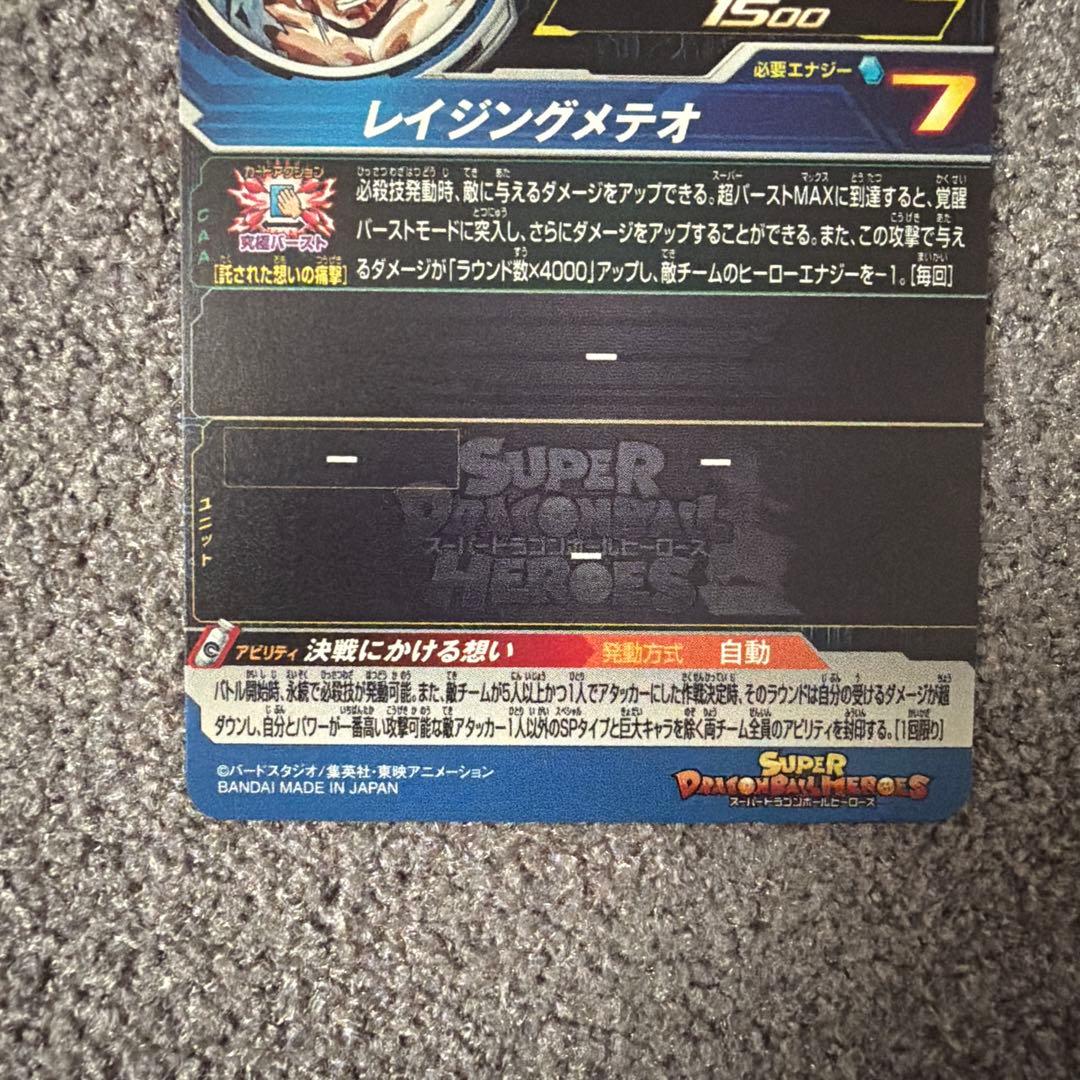 1500
必要エナジー 7
レイジングメテオ
カードアクション
究極バースト
[託された想いの痛撃]
CAA
必殺技発動時、敵に与えるダメージをアップできる。超バーストMAXに到達すると、覚醒
バーストモードに突入し、さらにダメージをアップすることができる。また、この攻撃で与え
るダメージが「ラウンド数×4000」アップし、敵チームのヒーローエナジーを−1。[毎回]
ー
ユニット
ー
ー
ー
SUPER
DRAGONBALL
スーパードラゴンボールヒーローズ
HEROES
アビリティ 決戦にかける想い 発動方式 自動
バトル開始時、永続で必殺技が発動可能。また、敵チームが5人以上かつ1人でアタッカーにした作戦決定時、そのラウンドは自分の受けるダメージが超
ダウンし、自分とパワーが一番高い攻撃可能な敵アタッカー1人以外のSPタイプと巨大キャラを除く両チーム全員のアビリティを封印する。[1回限り]
©バードスタジオ/集英社・東映アニメーション
BANDAI MADE IN JAPAN
SUPER
DRAGONBALL HEROES
スーパードラゴンボールヒーローズ